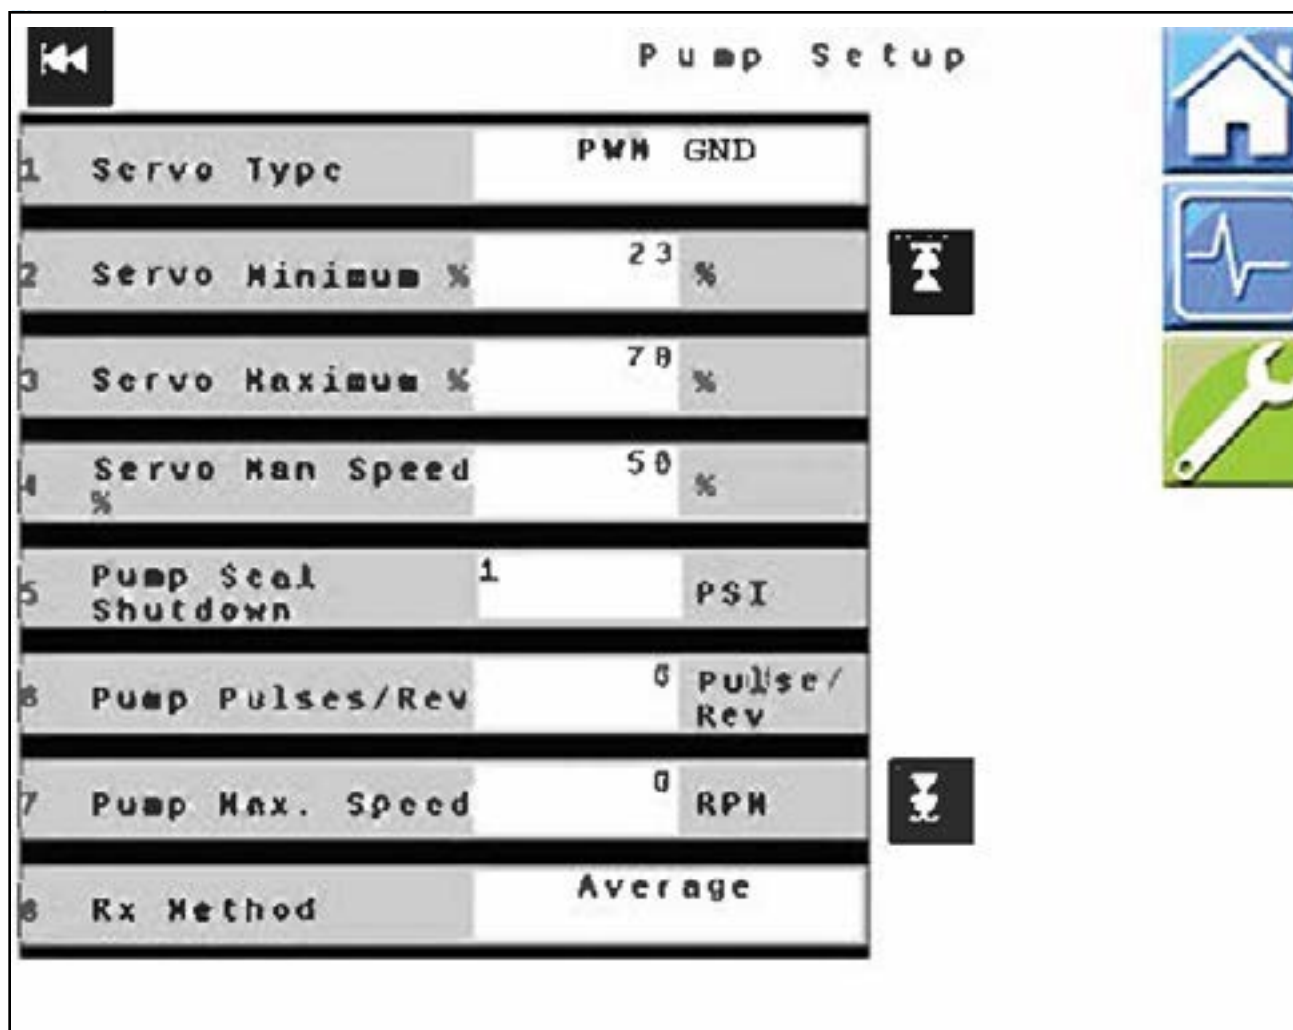 Pump Setup
1 Servo Type PWM GND
2 Servo Minimum % 23 %
3 Servo Maximum % 70 %
4 Servo Man Speed % 50 %
5 Pump Seal Shutdown 1 PSI
6 Pump Pulses/Rev 0 Pulse/Rev
7 Pump Max. Speed 0 RPM
8 Rx Method Average